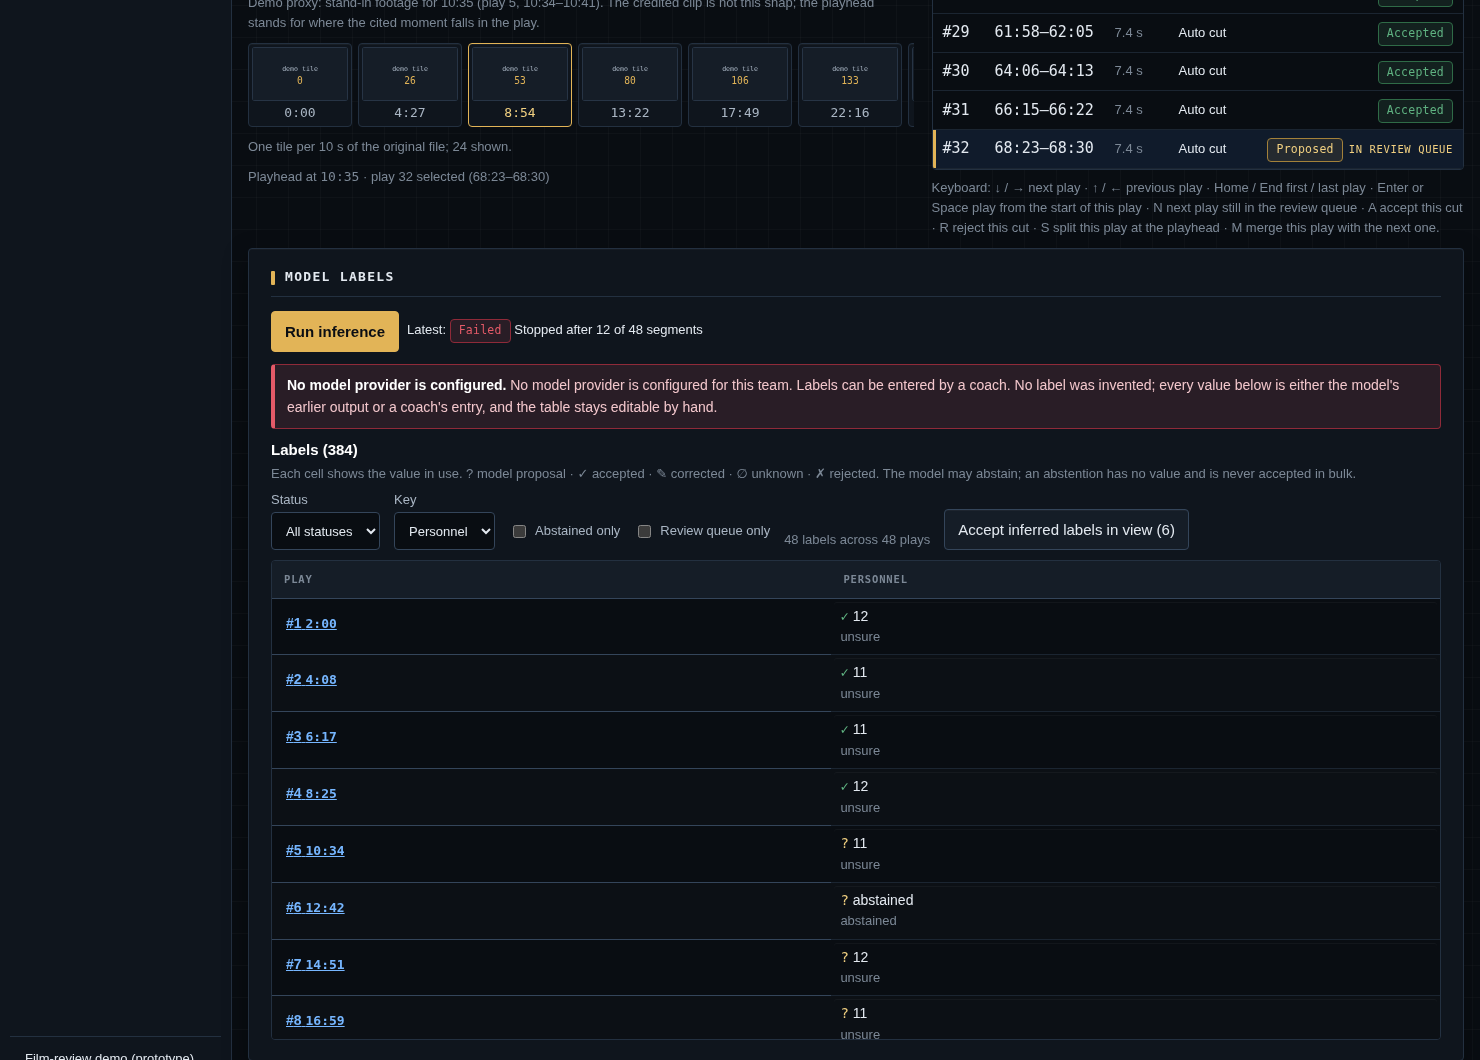 Demo proxy: stand-in footage for 10:35 (play 5, 10:34–10:41). The credited clip is not this snap; the playhead
stands for where the cited moment falls in the play.
demo tile
0
0:00
demo tile
26
4:27
demo tile
53
8:54
demo tile
80
13:22
demo tile
106
17:49
demo tile
133
22:16
One tile per 10 s of the original file; 24 shown.
Playhead at 10:35 · play 32 selected (68:23–68:30)
#29 61:58–62:05 7.4 s Auto cut Accepted
#30 64:06–64:13 7.4 s Auto cut Accepted
#31 66:15–66:22 7.4 s Auto cut Accepted
#32 68:23–68:30 7.4 s Auto cut Proposed IN REVIEW QUEUE
Keyboard: ↓ / → next play · ↑ / ← previous play · Home / End first / last play · Enter or
Space play from the start of this play · N next play still in the review queue · A accept this cut
· R reject this cut · S split this play at the playhead · M merge this play with the next one.
MODEL LABELS
Run inference Latest: Failed Stopped after 12 of 48 segments
No model provider is configured. No model provider is configured for this team. Labels can be entered by a coach. No label was invented; every value below is either the model's
earlier output or a coach's entry, and the table stays editable by hand.
Labels (384)
Each cell shows the value in use. ? model proposal · ✓ accepted · ✎ corrected · ∅ unknown · ✗ rejected. The model may abstain; an abstention has no value and is never accepted in bulk.
Status Key
All statuses Personnel Abstained only Review queue only 48 labels across 48 plays Accept inferred labels in view (6)
PLAY PERSONNEL
#1 2:00 ✓ 12
unsure
#2 4:08 ✓ 11
unsure
#3 6:17 ✓ 11
unsure
#4 8:25 ✓ 12
unsure
#5 10:34 ? 11
unsure
#6 12:42 ? abstained
abstained
#7 14:51 ? 12
unsure
#8 16:59 ? 11
unsure
Film-review demo (prototype)